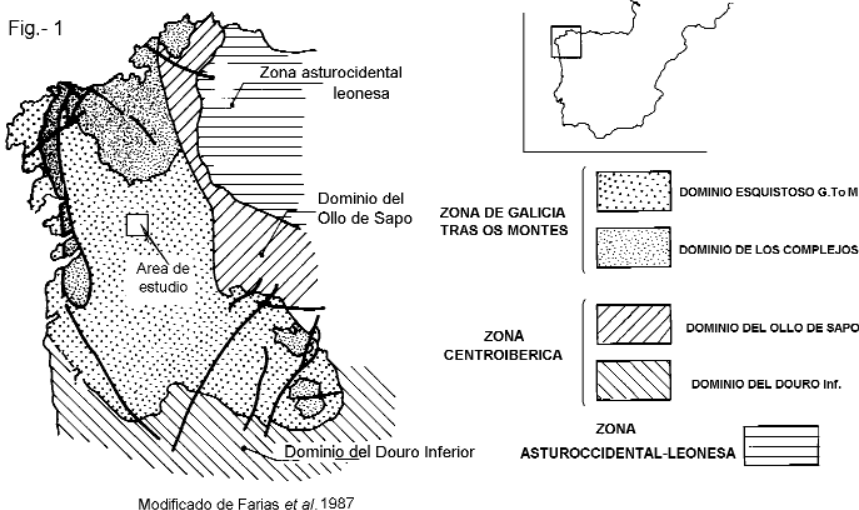 Fig.- 1
Zona asturocidental
leonesa
Dominio del
Ollo de Sapo
Area de
estudio
Dominio del Douro Inferior
Modificado de Farias et al. 1987
ZONA DE GALICIA
TRAS OS MONTES
DOMINIO ESQUISTOSO G.ToM
DOMINIO DE LOS COMPLEJOS
ZONA
CENTROIBERICA
DOMINIO DEL OLLO DE SAPO
DOMINIO DEL DOURO Inf.
ZONA
ASTUROCCIDENTAL-LEONESA